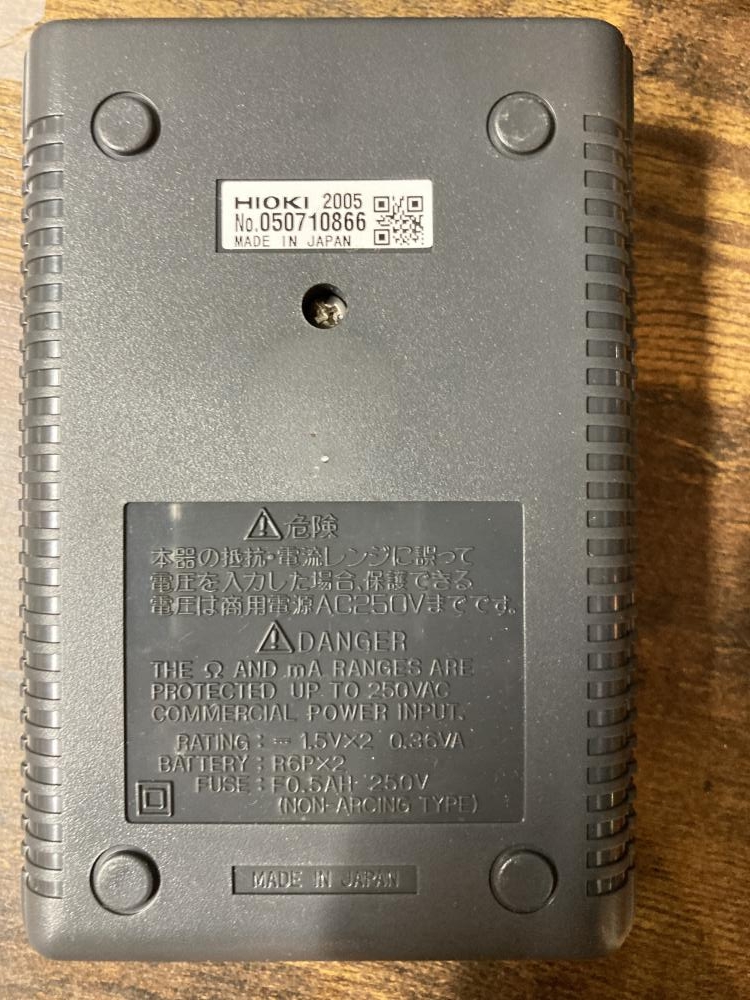 HIOKI 2005
No.050710866
MADE IN JAPAN
危険
本器の抵抗・電流レンジに誤って
電圧を入力した場合、保護できる
電圧は商用電源AC250Vまでです。
DANGER
THE Ω AND mA RANGES ARE
PROTECTED UP TO 250VAC
COMMERCIAL POWER INPUT.
RATING : ⎓ 1.5V×2 0.36VA
BATTERY : R6P×2
FUSE : F0.5AH 250V
(NON-ARCING TYPE)
MADE IN JAPAN